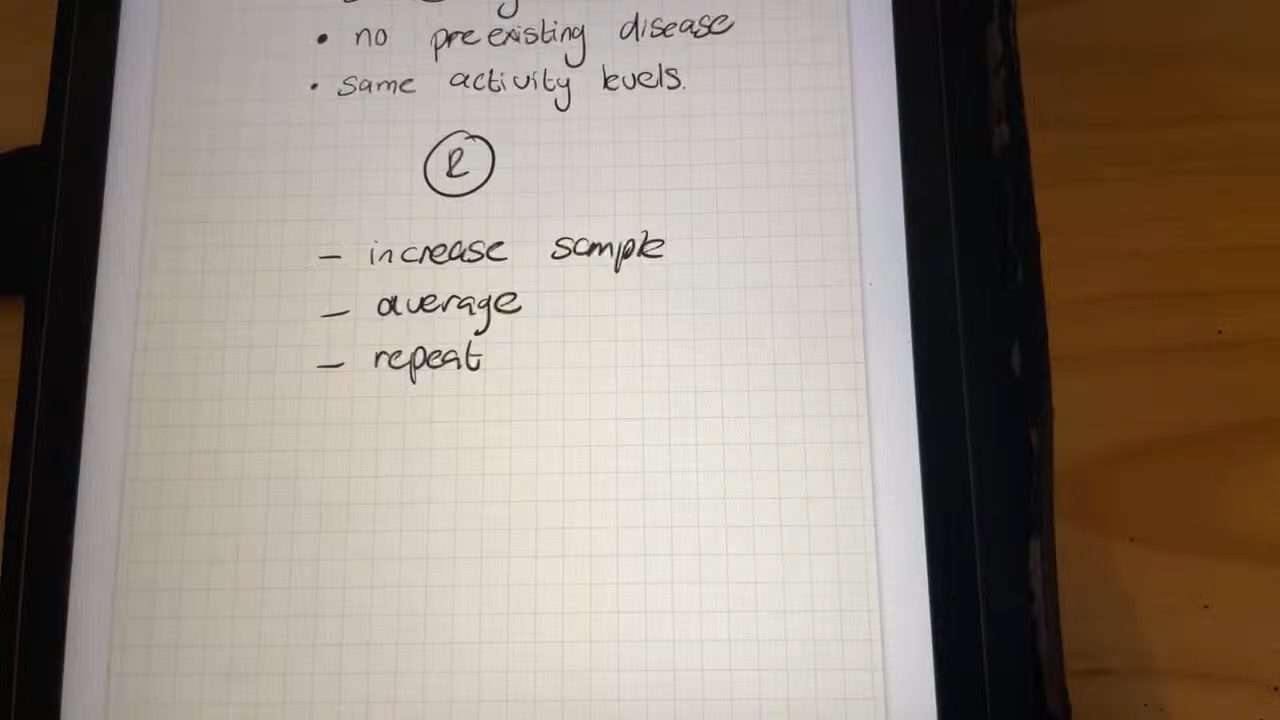 • no preexisting disease
• same activity levels.
R
– increase sample
– average
– repeat